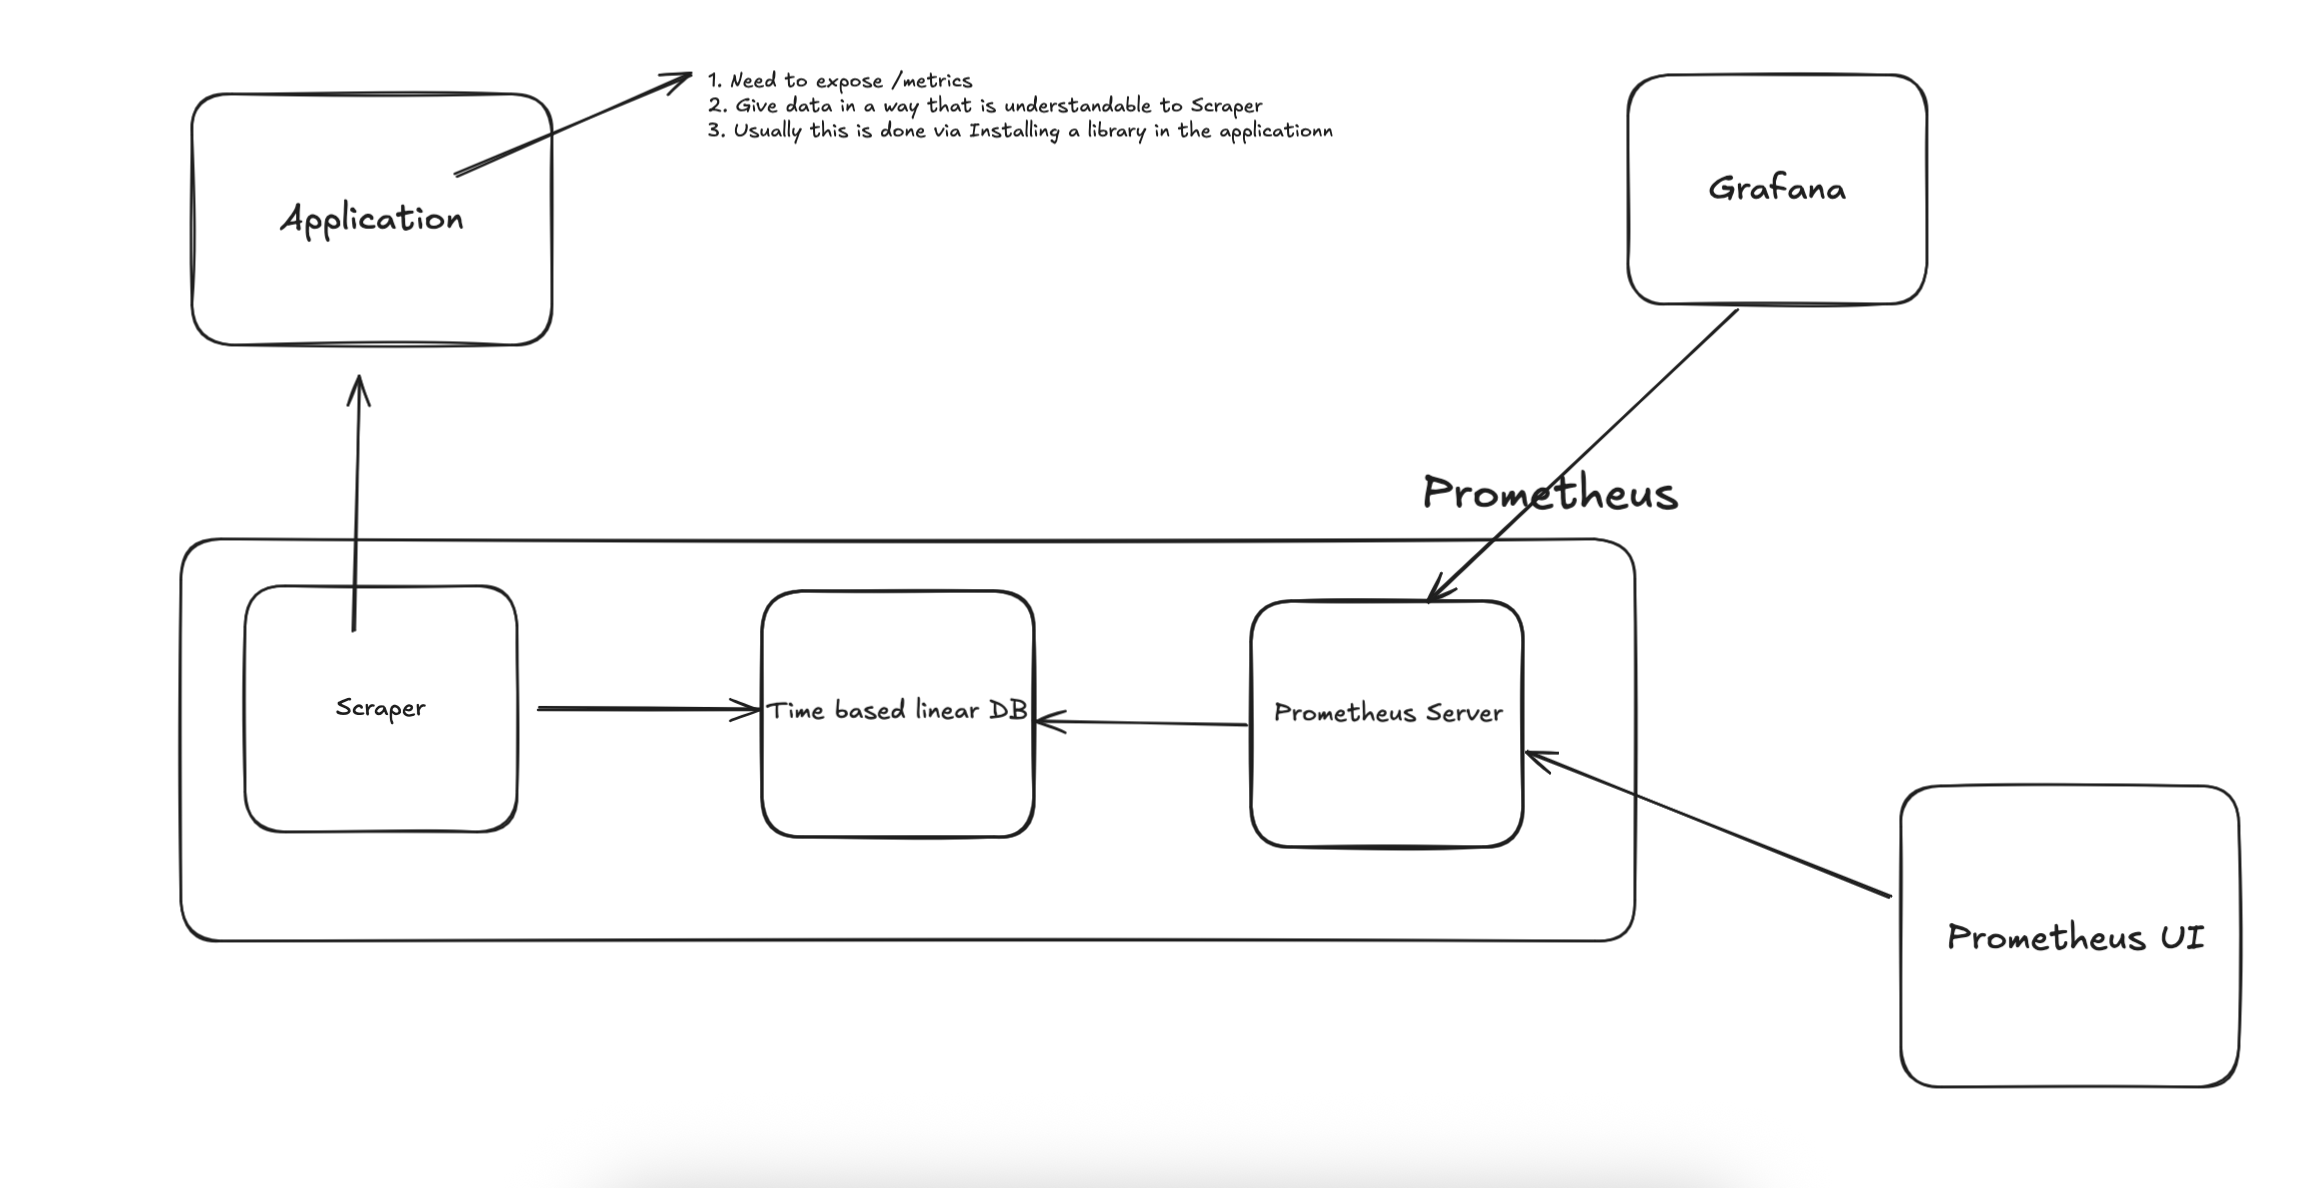 1. Need to expose /metrics
2. Give data in a way that is understandable to Scraper
3. Usually this is done via Installing a library in the applicationn
Application
Grafana
Prometheus
Scraper
Time based linear DB
Prometheus Server
Prometheus UI